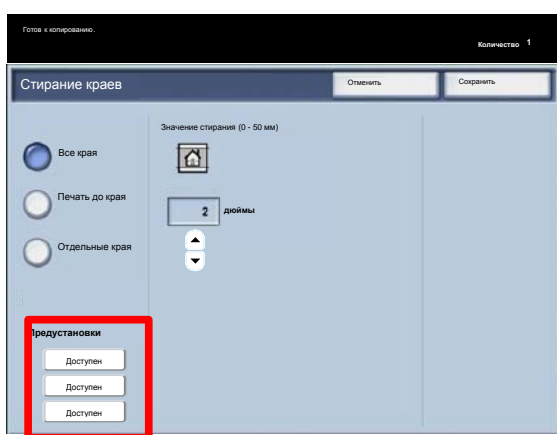 Готов к копированию.
Количество 1
Стирание краев
Отменить
Сохранить
Значение стирания (0 - 50 мм)
Все края
Печать до края
2 дюймы
Отдельные края
Предустановки
Доступен
Доступен
Доступен